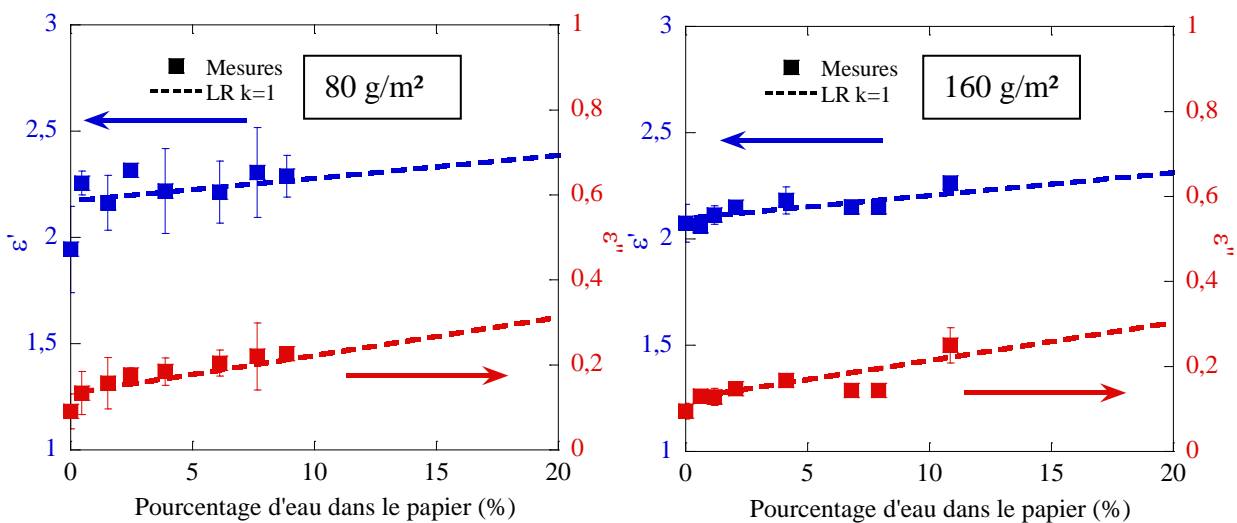 3
2,5
2
1,5
1
ε'
Mesures
LR k=1
80 g/m²
1
0,8
0,6
0,4
0,2
0
ε"
0
5
10
15
20
Pourcentage d'eau dans le papier (%)
3
2,5
2
1,5
1
ε'
Mesures
LR k=1
160 g/m²
1
0,8
0,6
0,4
0,2
0
ε"
0
5
10
15
20
Pourcentage d'eau dans le papier (%)